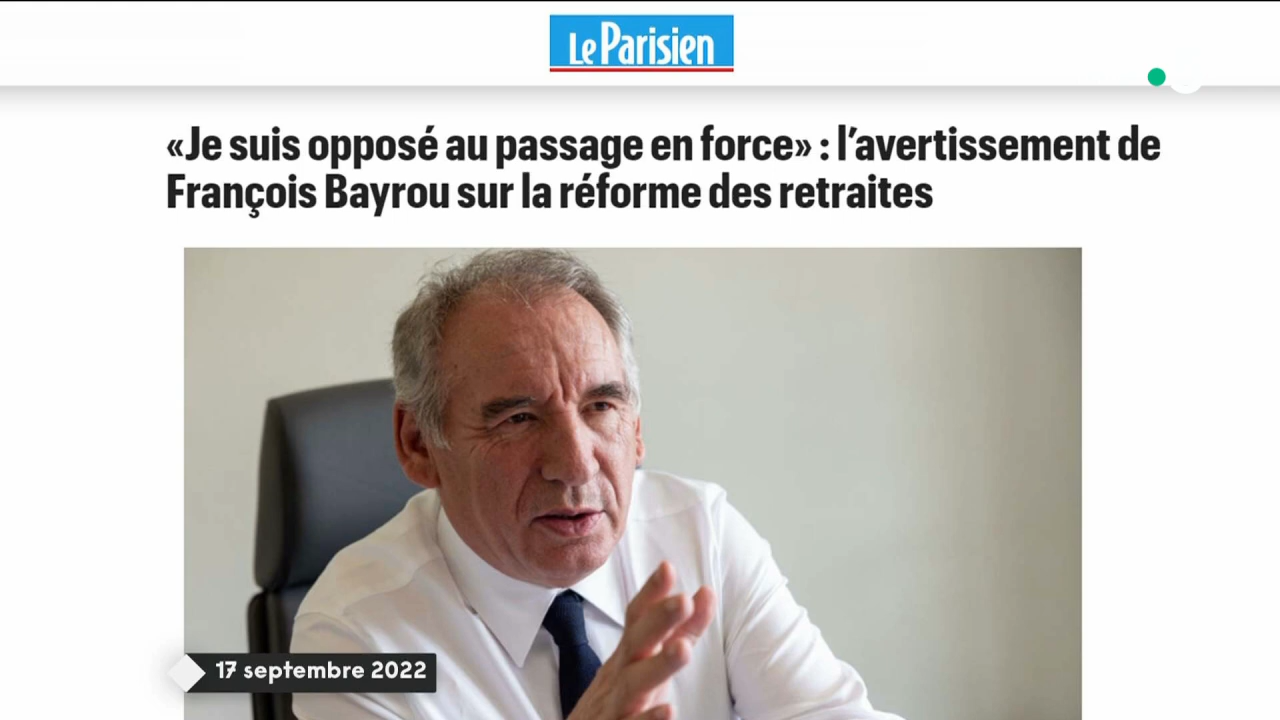 Le Parisien
«Je suis opposé au passage en force» : l’avertissement de
François Bayrou sur la réforme des retraites
17 septembre 2022